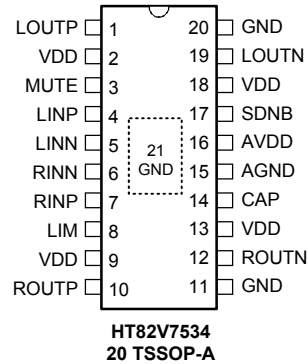 LOUTP 1 20 GND
VDD 2 19 LOUTN
MUTE 3 18 VDD
LINP 4 17 SDNB
LINN 5 16 AVDD
RINN 6 15 AGND
RINP 7 14 CAP
LIM 8 13 VDD
VDD 9 12 ROUTN
ROUTP 10 11 GND
21
GND
HT82V7534
20 TSSOP-A